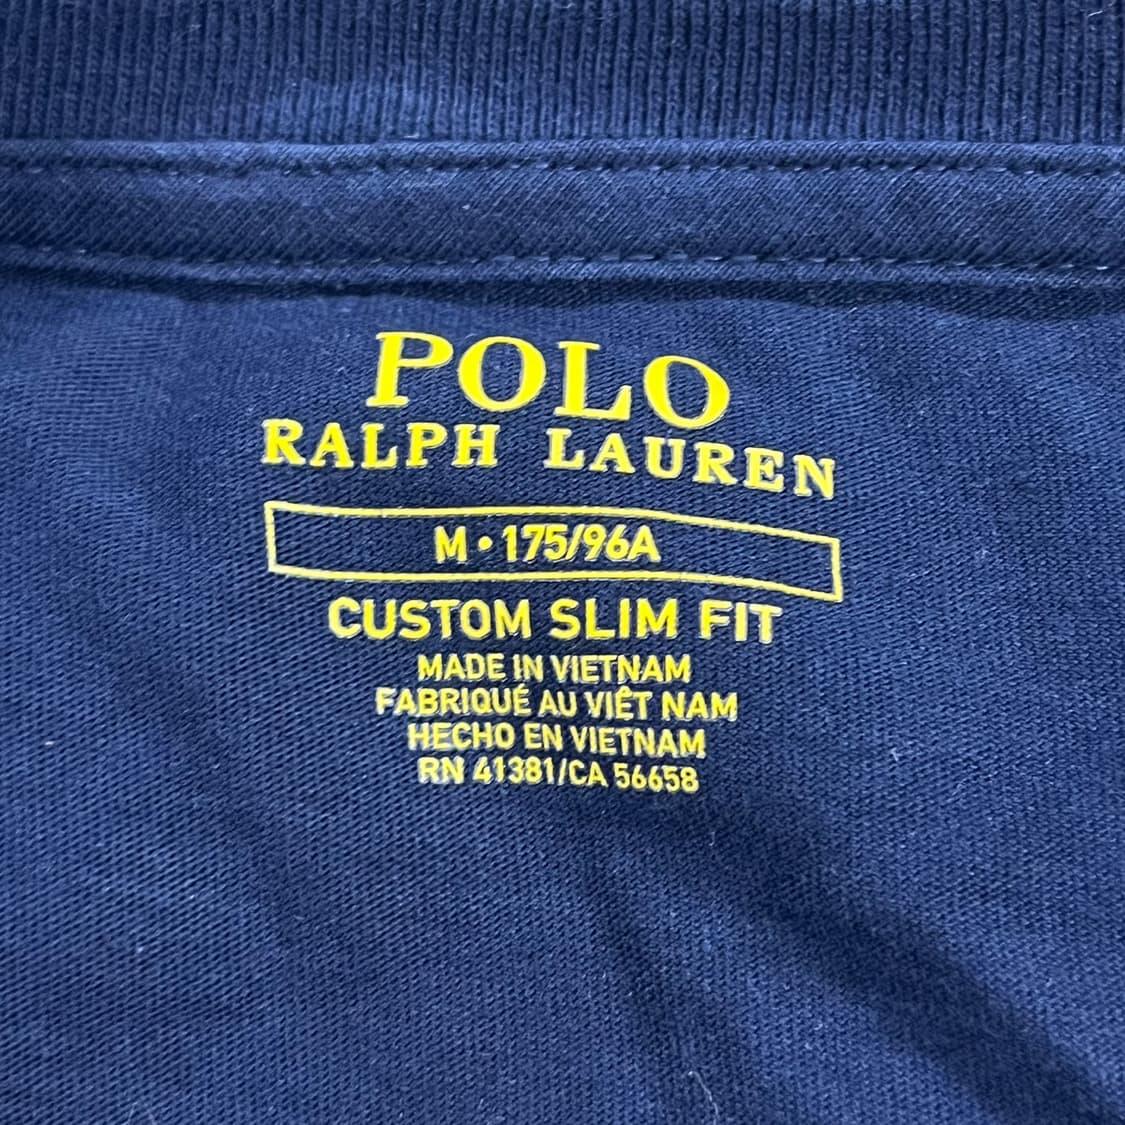 POLO
RALPH LAUREN
M • 175/96A
CUSTOM SLIM FIT
MADE IN VIETNAM
FABRIQUÉ AU VIÊT NAM
HECHO EN VIETNAM
RN 41381/CA 56658